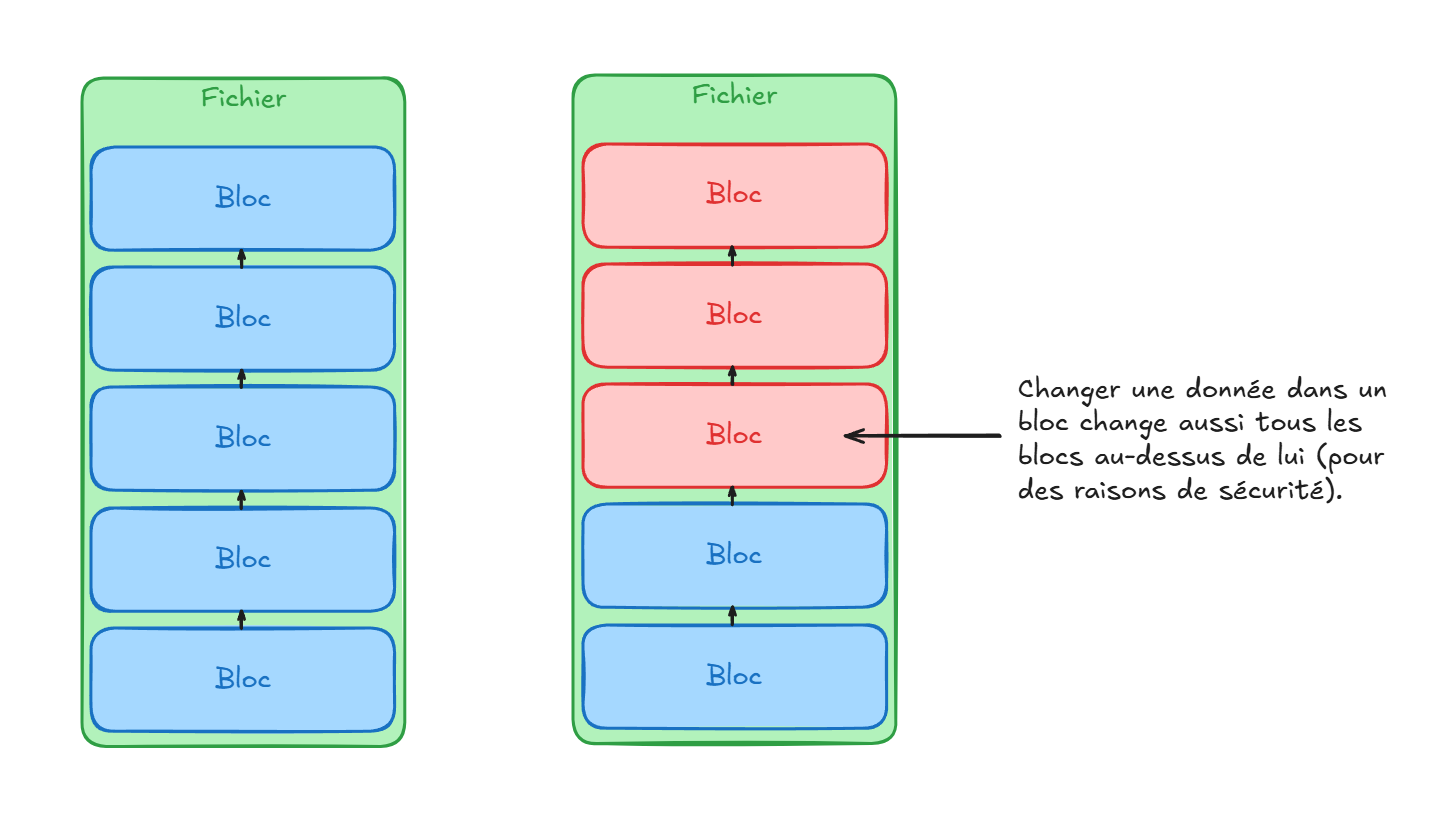 Fichier
Bloc
Bloc
Bloc
Bloc
Bloc
Fichier
Bloc
Bloc
Bloc
Bloc
Bloc
Changer une donnée dans un
bloc change aussi tous les
blocs au-dessus de lui (pour
des raisons de sécurité).